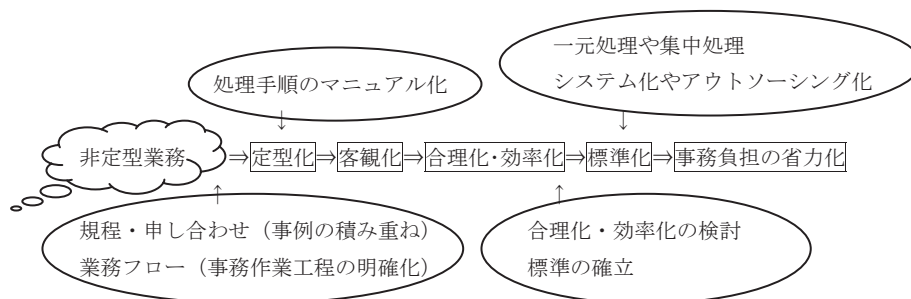 一元処理や集中処理
処理手順のマニュアル化
システム化やアウトソーシング化
↓
↓
非定型業務⇒定型化⇒客観化⇒合理化・効率化⇒標準化⇒事務負担の省力化
↑
↑
規程・申し合わせ（事例の積み重ね）
業務フロー（事務作業工程の明確化）
合理化・効率化の検討
標準の確立